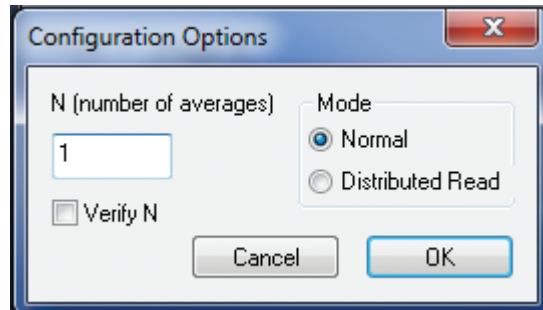 Configuration Options
N (number of averages)
1
Verify N
Mode
Normal
Distributed Read
Cancel
OK